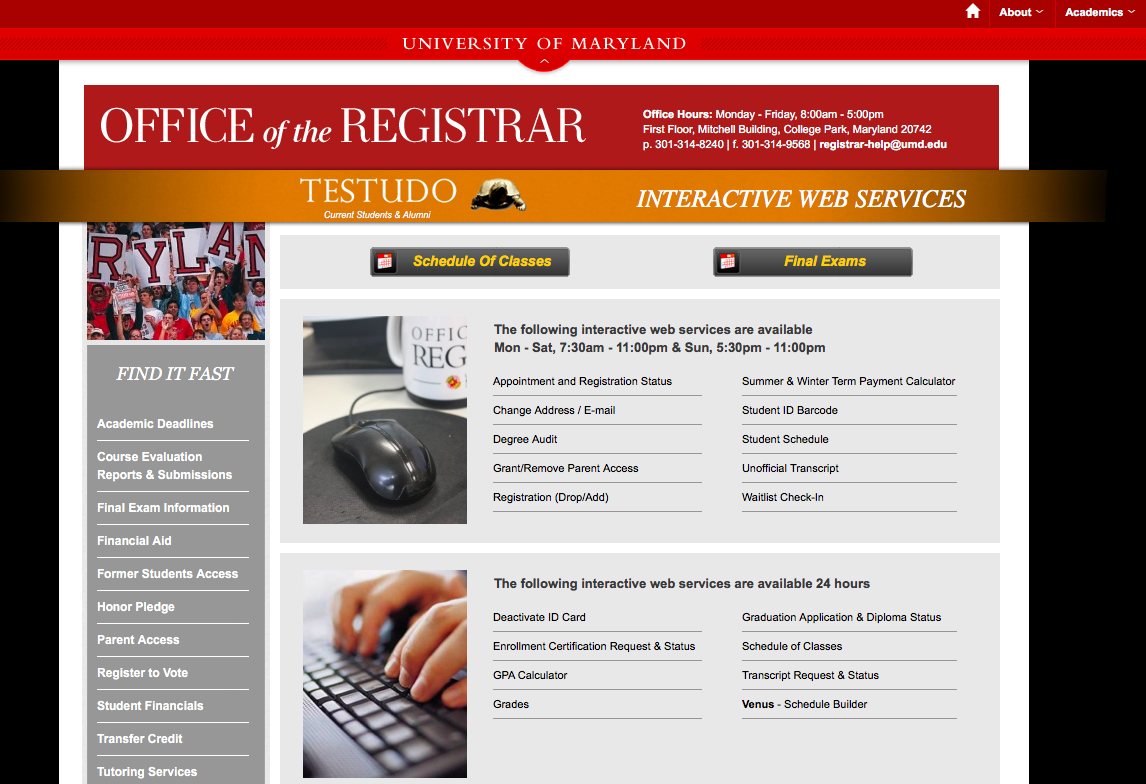 About
Academics
UNIVERSITY OF MARYLAND
OFFICE of the REGISTRAR
Office Hours: Monday - Friday, 8:00am - 5:00pm
First Floor, Mitchell Building, College Park, Maryland 20742
p. 301-314-8240 | f. 301-314-9568 | registrar-help@umd.edu
TESTUDO
Current Students & Alumni
INTERACTIVE WEB SERVICES
RYLAN
Schedule Of Classes
Final Exams
FIND IT FAST
Academic Deadlines
Course Evaluation
Reports & Submissions
Final Exam Information
Financial Aid
Former Students Access
Honor Pledge
Parent Access
Register to Vote
Student Financials
Transfer Credit
Tutoring Services
OFFIC
REG
The following interactive web services are available
Mon - Sat, 7:30am - 11:00pm & Sun, 5:30pm - 11:00pm
Appointment and Registration Status
Change Address / E-mail
Degree Audit
Grant/Remove Parent Access
Registration (Drop/Add)
Summer & Winter Term Payment Calculator
Student ID Barcode
Student Schedule
Unofficial Transcript
Waitlist Check-In
The following interactive web services are available 24 hours
Deactivate ID Card
Enrollment Certification Request & Status
GPA Calculator
Grades
Graduation Application & Diploma Status
Schedule of Classes
Transcript Request & Status
Venus - Schedule Builder